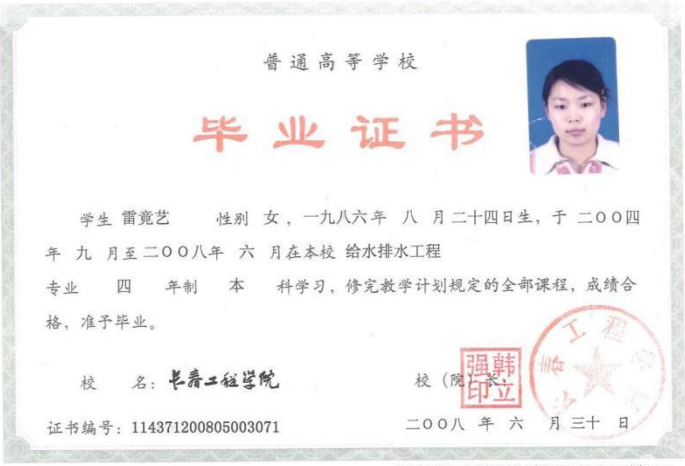 普通高等学校
毕业证书
学生 雷竟艺 性别 女 ，一九八六年 八 月二十四日生，于 二〇〇四
年 九 月至二〇〇八年 六 月在本校 给水排水工程
专业 四 年制 本 科学习，修完教学计划规定的全部课程，成绩合
格，准予毕业。
校 名：长春工程学院
校（院）长：
韩立强印
二〇〇八 年 六 月 三十 日
证书编号：114371200805003071